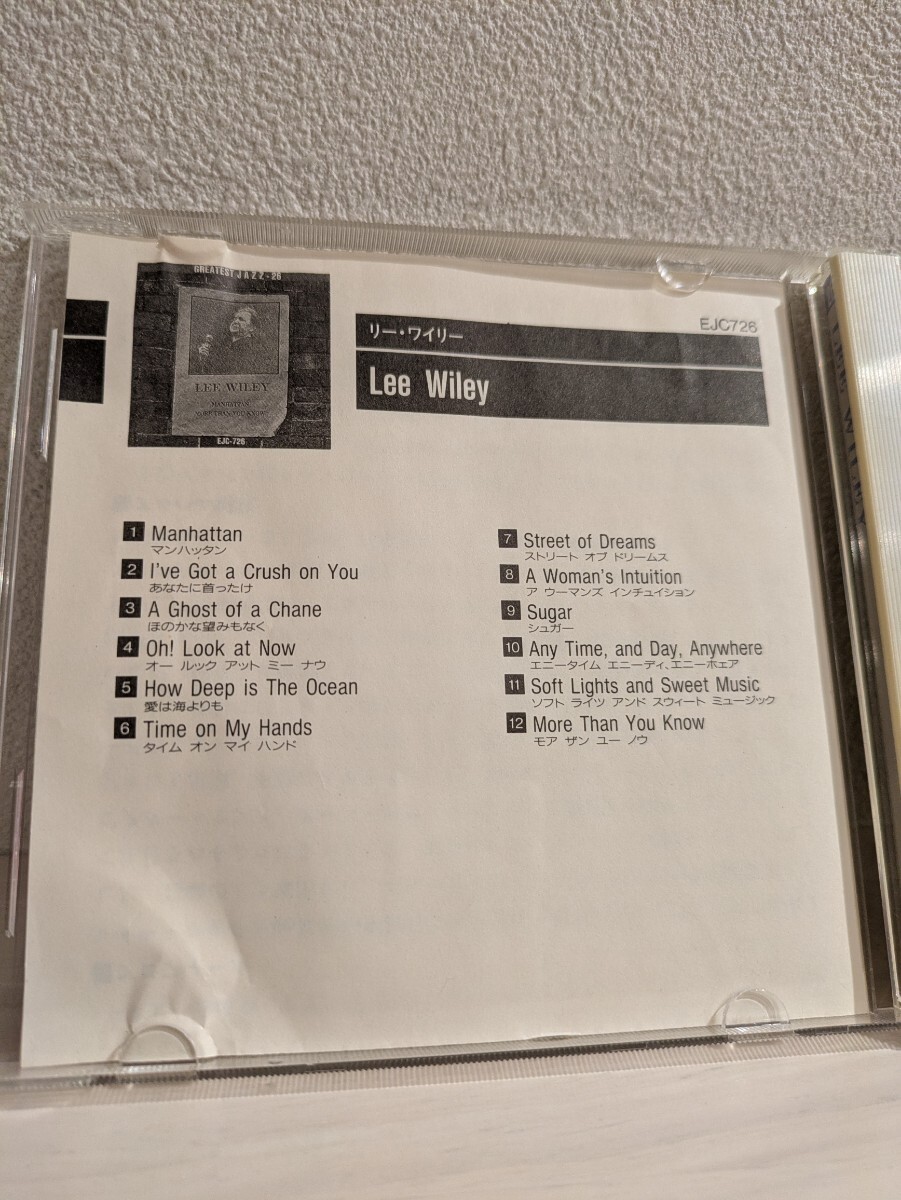 GREATEST JAZZ-26
LEE WILEY
MANHATTAN
MORE THAN YOU KNOW
EJC-726
リー・ワイリー
EJC726
Lee Wiley
1 Manhattan
マンハッタン
2 I've Got a Crush on You
あなたに首ったけ
3 A Ghost of a Chane
ほのかな望みもなく
4 Oh! Look at Now
オー ルック アット ミー ナウ
5 How Deep is The Ocean
愛は海よりも
6 Time on My Hands
タイム オン マイ ハンド
7 Street of Dreams
ストリート オブ ドリームス
8 A Woman's Intuition
ア ウーマンズ インチュイション
9 Sugar
シュガー
10 Any Time, and Day, Anywhere
エニータイム エニーディ、エニーホェア
11 Soft Lights and Sweet Music
ソフト ライツ アンド スウィート ミュージック
12 More Than You Know
モア ザン ユー ノウ